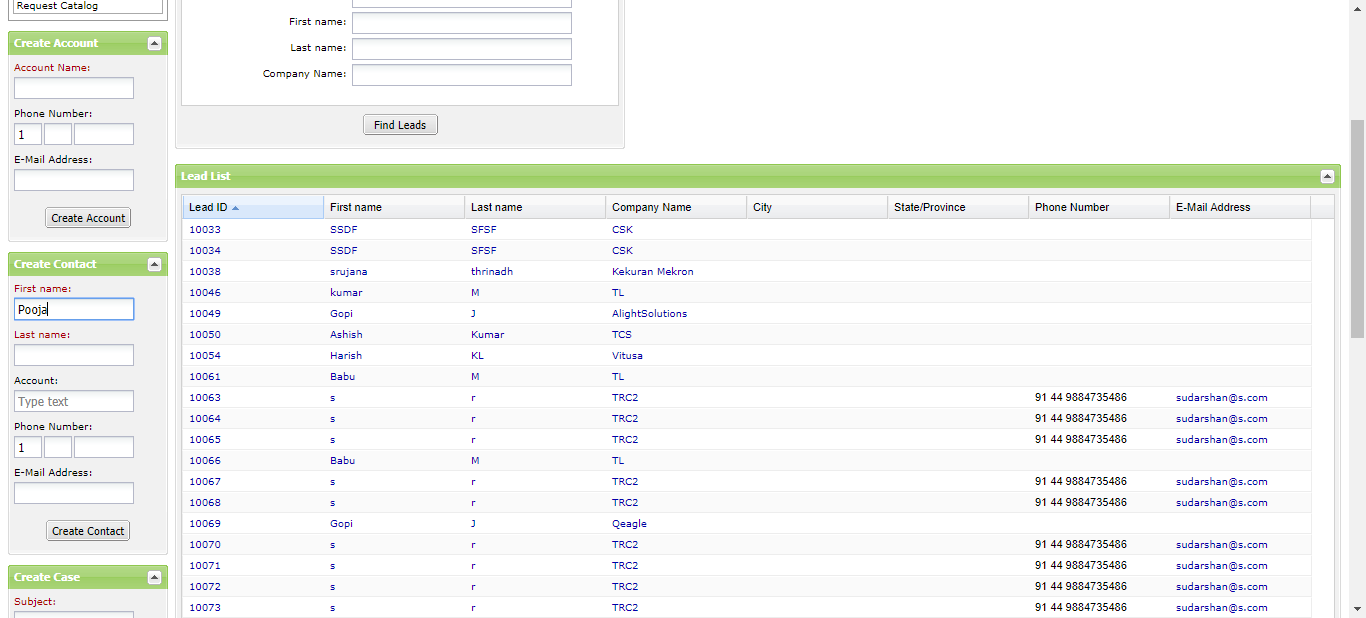 Request Catalog
Create Account
Account Name:
Phone Number:
1
E-Mail Address:
Create Account
Create Contact
First name:
Pooja
Last name:
Account:
Type text
Phone Number:
1
E-Mail Address:
Create Contact
Create Case
Subject:
First name:
Last name:
Company Name:
Find Leads
Lead List
Lead ID First name Last name Company Name City State/Province Phone Number E-Mail Address
10033 SSDF SFSF CSK
10034 SSDF SFSF CSK
10038 srujana thrinadh Kekuran Mekron
10046 kumar M TL
10049 Gopi J AlightSolutions
10050 Ashish Kumar TCS
10054 Harish KL Vitusa
10061 Babu M TL
10063 s r TRC2 91 44 9884735486 sudarshan@s.com
10064 s r TRC2 91 44 9884735486 sudarshan@s.com
10065 s r TRC2 91 44 9884735486 sudarshan@s.com
10066 Babu M TL
10067 s r TRC2 91 44 9884735486 sudarshan@s.com
10068 s r TRC2 91 44 9884735486 sudarshan@s.com
10069 Gopi J Qeagle
10070 s r TRC2 91 44 9884735486 sudarshan@s.com
10071 s r TRC2 91 44 9884735486 sudarshan@s.com
10072 s r TRC2 91 44 9884735486 sudarshan@s.com
10073 s r TRC2 91 44 9884735486 sudarshan@s.com